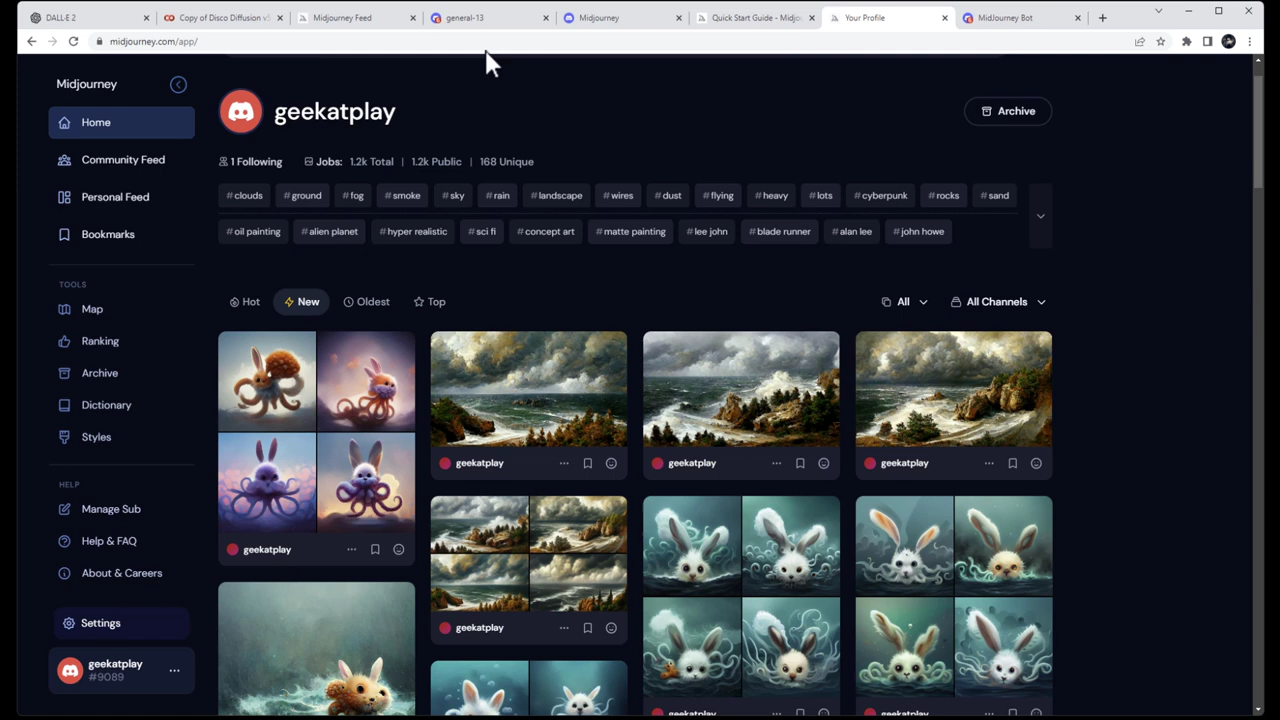 DALL-E 2
Copy of Disco Diffusion v5
Midjourney Feed
general-13
Midjourney
Quick Start Guide - Midjou
Your Profile
MidJourney Bot
midjourney.com/app/
Midjourney
Home
Community Feed
Personal Feed
Bookmarks
TOOLS
Map
Ranking
Archive
Dictionary
Styles
HELP
Manage Sub
Help & FAQ
About & Careers
Settings
geekatplay
#9089
geekatplay
Archive
1 Following Jobs: 1.2k Total | 1.2k Public | 168 Unique
#clouds #ground #fog #smoke #sky #rain #landscape #wires #dust #flying #heavy #lots #cyberpunk #rocks #sand
#oil painting #alien planet #hyper realistic #sci fi #concept art #matte painting #lee john #blade runner #alan lee #john howe
Hot New Oldest Top All All Channels
geekatplay geekatplay geekatplay
geekatplay
geekatplay
geekatplay geekatplay